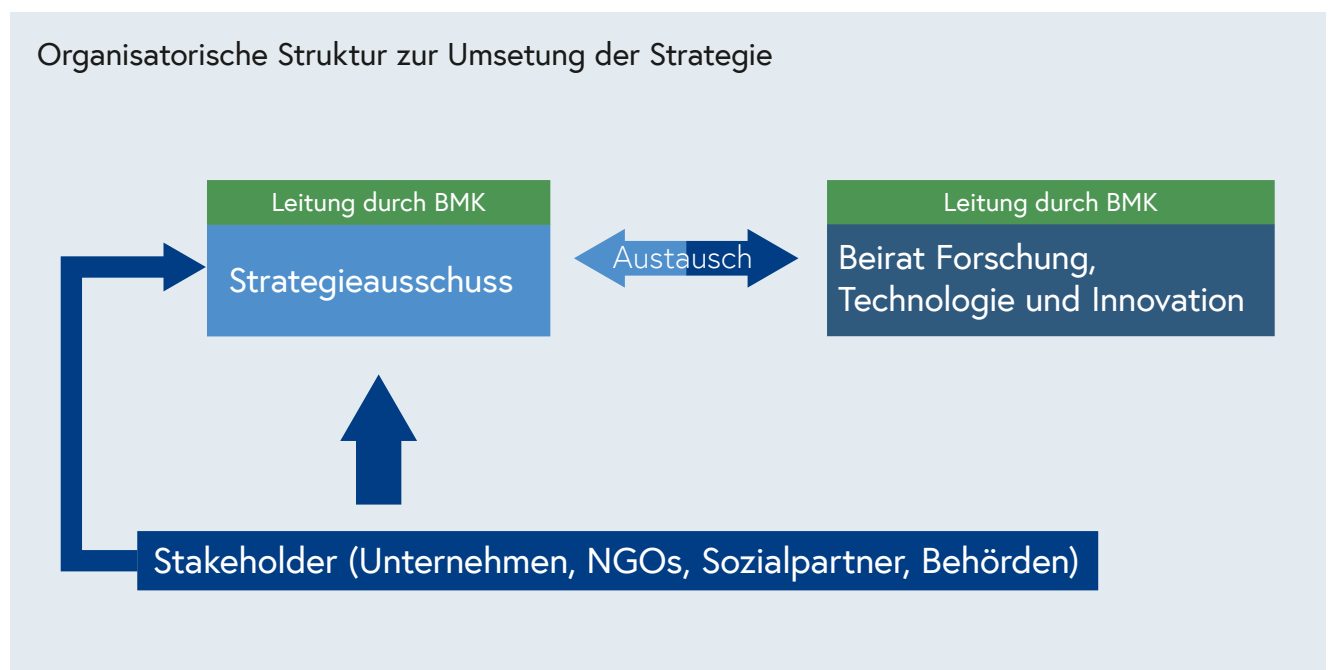 Organisatorische Struktur zur Umsetung der Strategie
Leitung durch BMK
Strategieausschuss
Austausch
Leitung durch BMK
Beirat Forschung,
Technologie und Innovation
Stakeholder (Unternehmen, NGOs, Sozialpartner, Behörden)